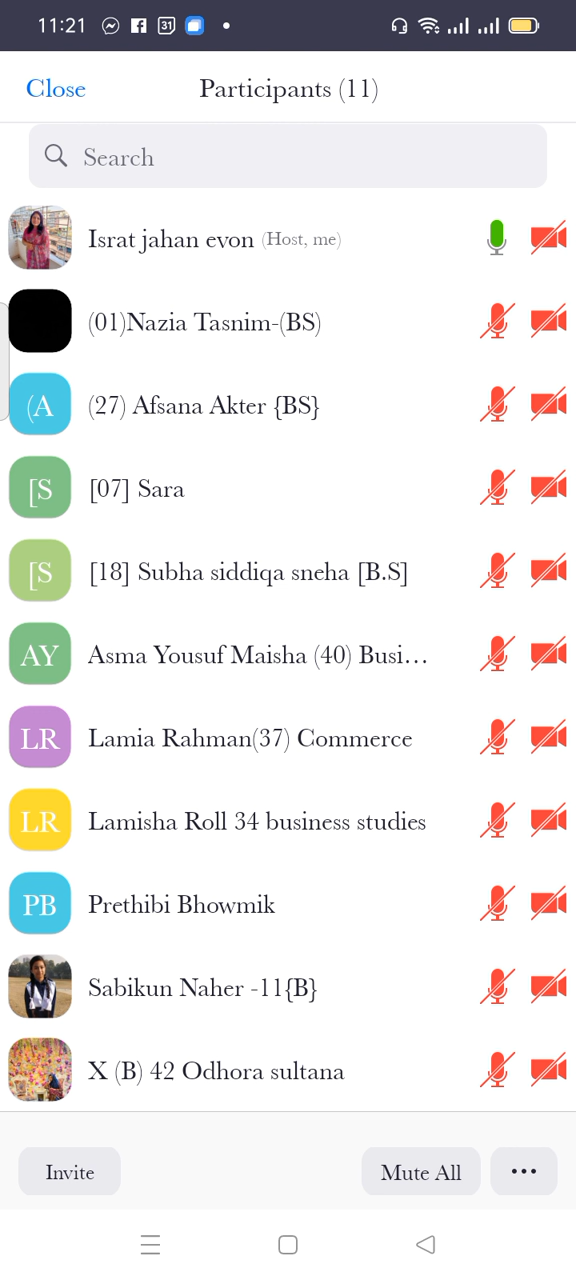 11:21
31
Close
Participants (11)
Search
Israt jahan evon (Host, me)
(01)Nazia Tasnim-(BS)
(A
(27) Afsana Akter {BS}
[S
[07] Sara
[S
[18] Subha siddiqa sneha [B.S]
AY
Asma Yousuf Maisha (40) Busi...
LR
Lamia Rahman(37) Commerce
LR
Lamisha Roll 34 business studies
PB
Prethibi Bhowmik
Sabikun Naher -11{B}
X (B) 42 Odhora sultana
Invite
Mute All